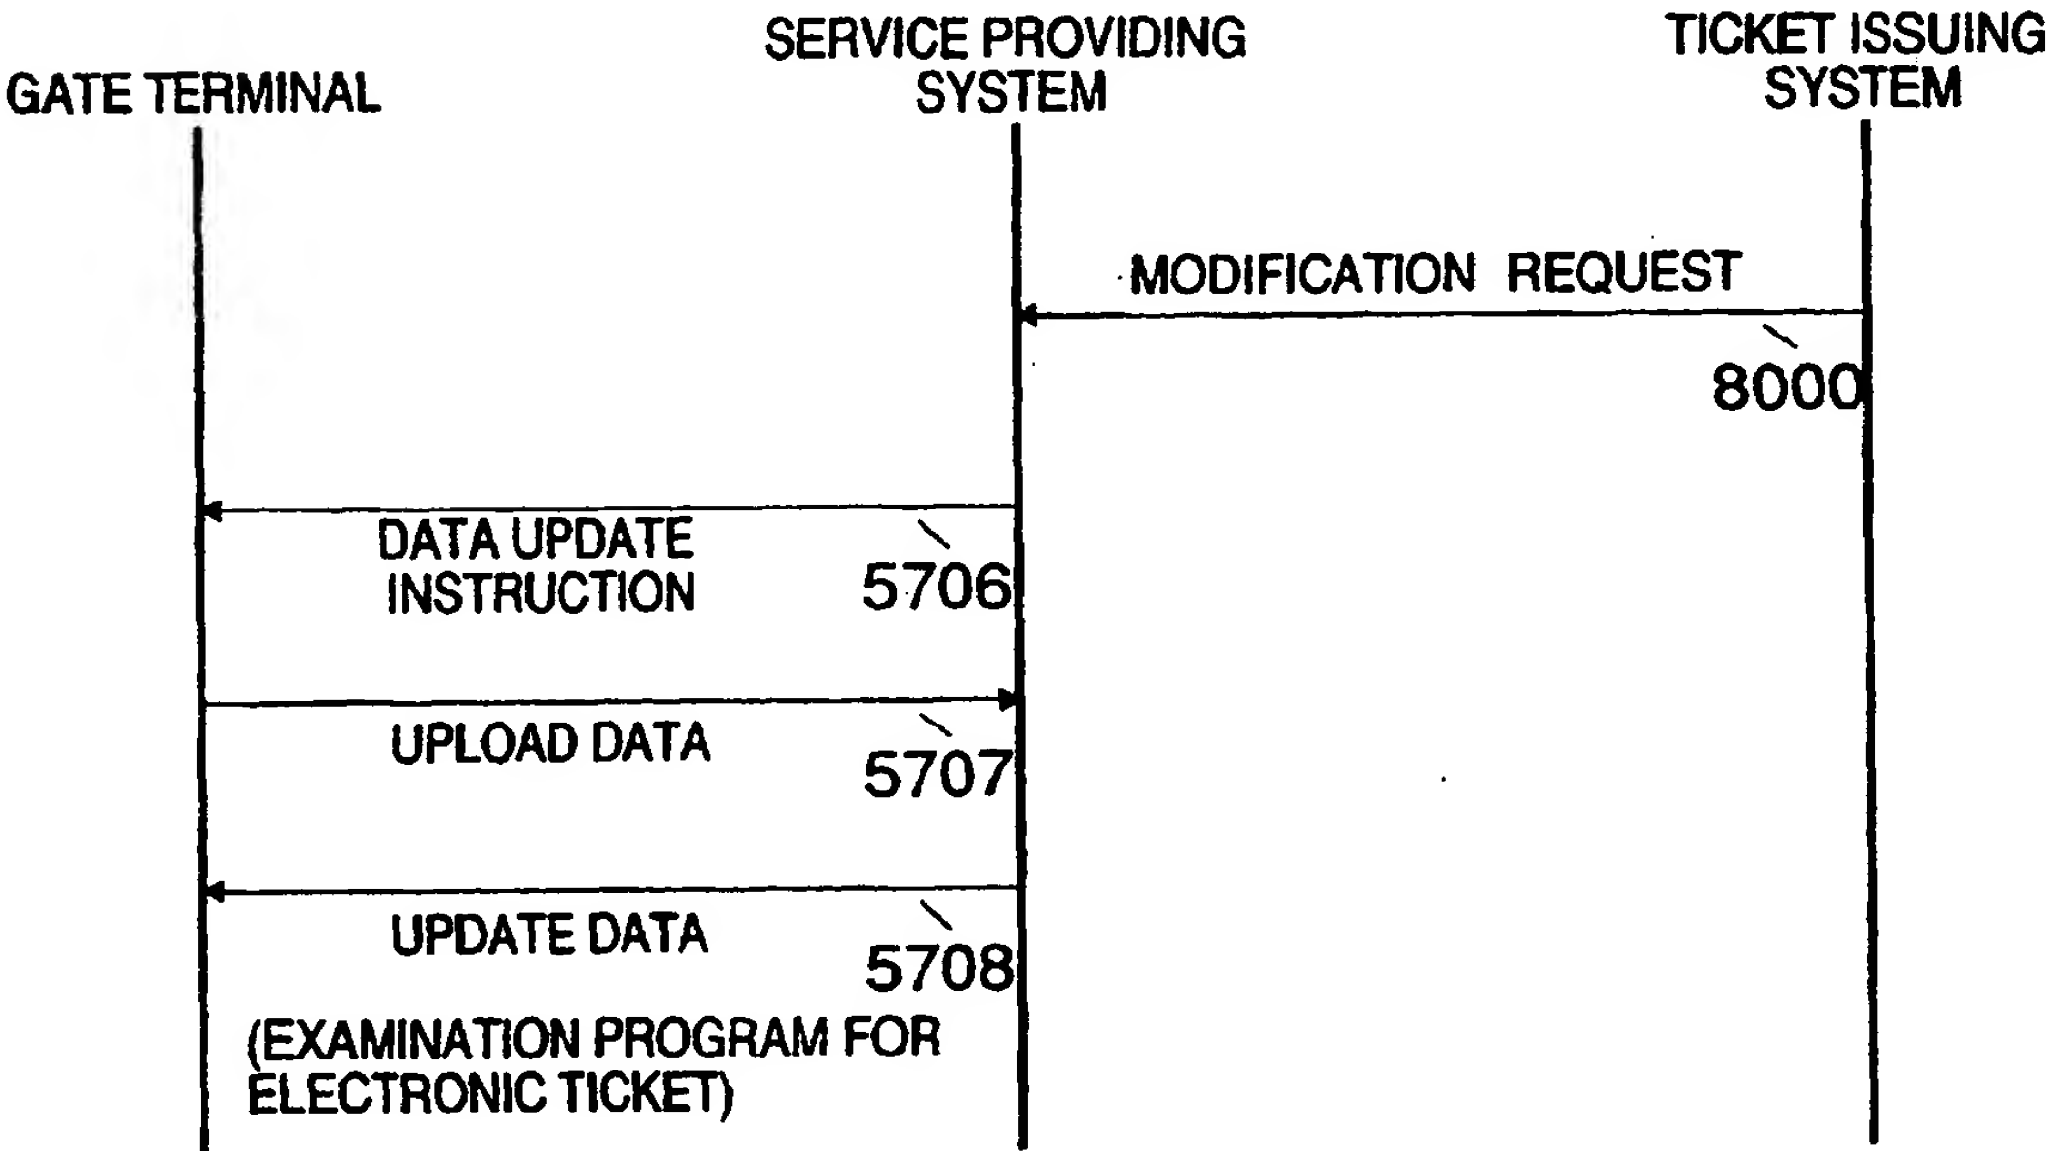 GATE TERMINAL
SERVICE PROVIDING
SYSTEM
TICKET ISSUING
SYSTEM
MODIFICATION REQUEST
8000
DATA UPDATE
INSTRUCTION
5706
UPLOAD DATA
5707
UPDATE DATA
5708
(EXAMINATION PROGRAM FOR
ELECTRONIC TICKET)